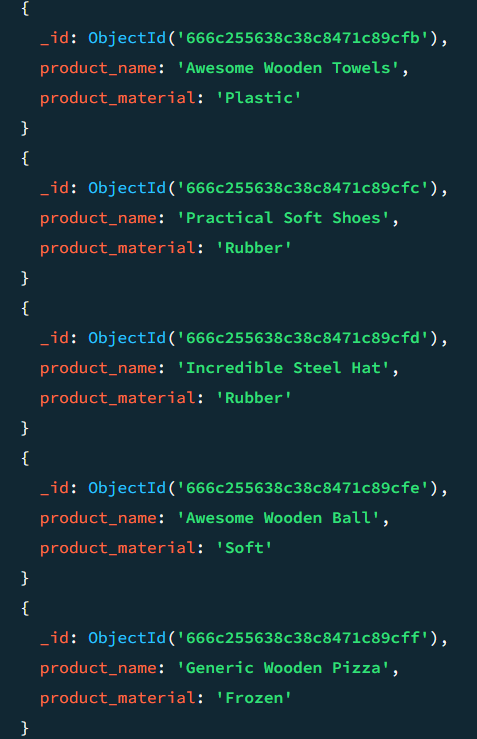 {
_id: ObjectId('666c255638c38c8471c89cfb'),
product_name: 'Awesome Wooden Towels',
product_material: 'Plastic'
}
{
_id: ObjectId('666c255638c38c8471c89cfc'),
product_name: 'Practical Soft Shoes',
product_material: 'Rubber'
}
{
_id: ObjectId('666c255638c38c8471c89cfd'),
product_name: 'Incredible Steel Hat',
product_material: 'Rubber'
}
{
_id: ObjectId('666c255638c38c8471c89cfe'),
product_name: 'Awesome Wooden Ball',
product_material: 'Soft'
}
{
_id: ObjectId('666c255638c38c8471c89cff'),
product_name: 'Generic Wooden Pizza',
product_material: 'Frozen'
}